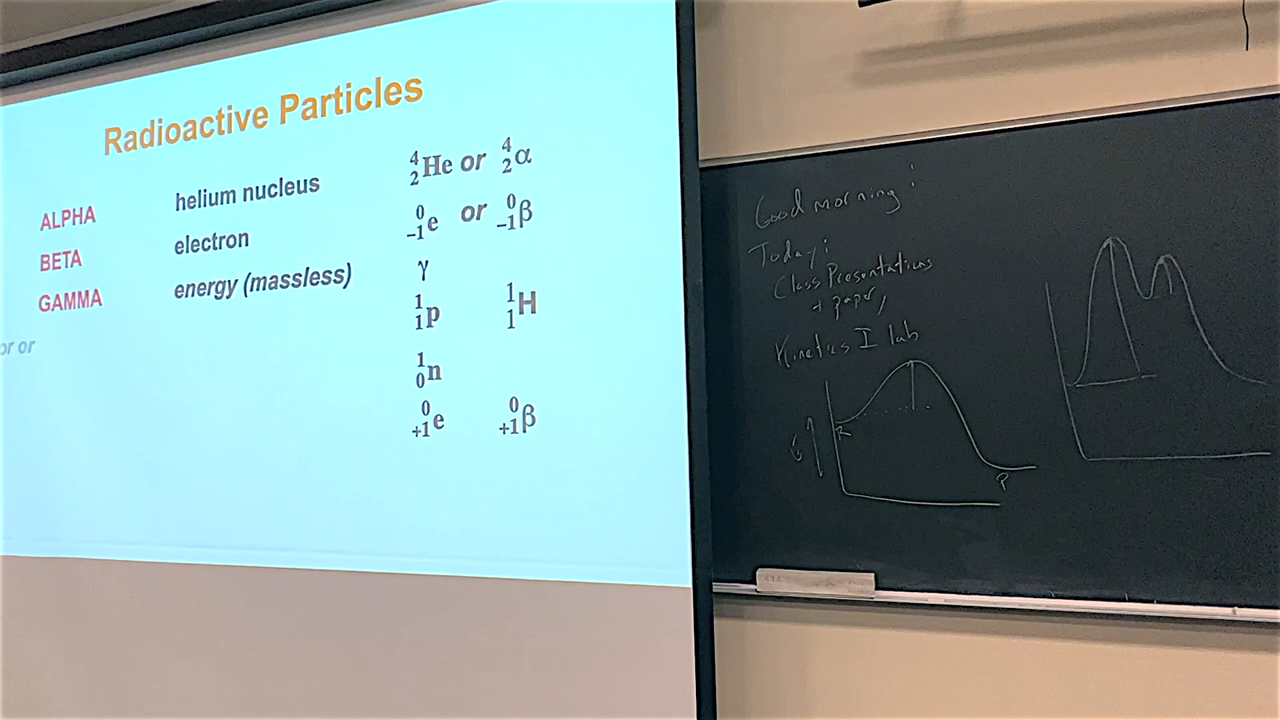 Radioactive Particles
ALPHA helium nucleus ⁴₂He or ⁴₂α
BETA electron ⁰₋₁e or ⁰₋₁β
GAMMA energy (massless) γ
¹₁p ¹₁H
or or
¹₀n
⁰₊₁e ⁰₊₁β
Good morning!
Today:
Class Presentations
+ paper,
Kinetics I lab
R
P